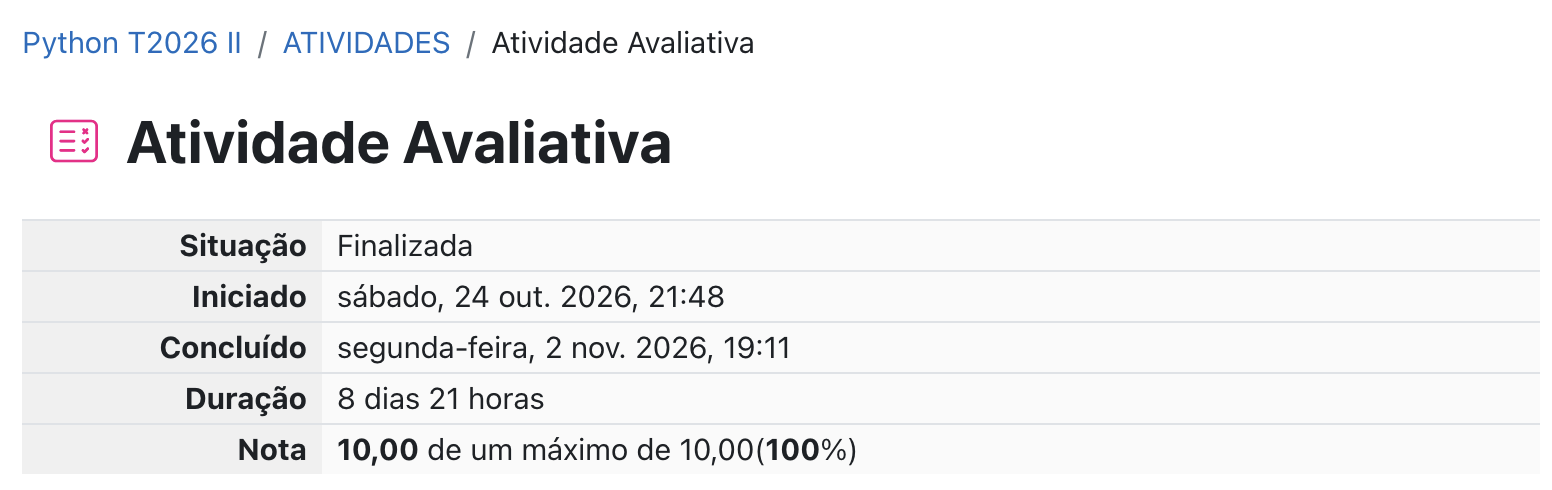 Python T2026 II / ATIVIDADES / Atividade Avaliativa
Atividade Avaliativa
Situação Finalizada
Iniciado sábado, 24 out. 2026, 21:48
Concluído segunda-feira, 2 nov. 2026, 19:11
Duração 8 dias 21 horas
Nota 10,00 de um máximo de 10,00(100%)